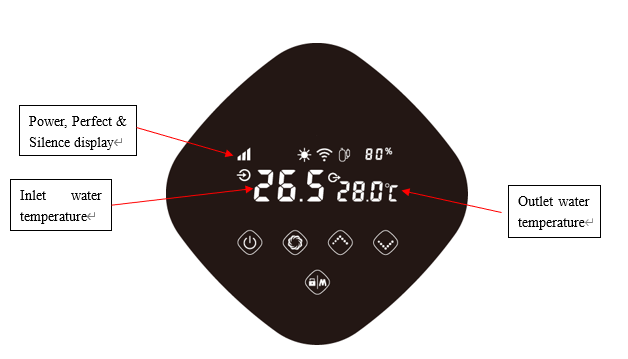 Power, Perfect &
Silence display
80%
26.5 28.0℃
Inlet water
temperature
Outlet water
temperature
M